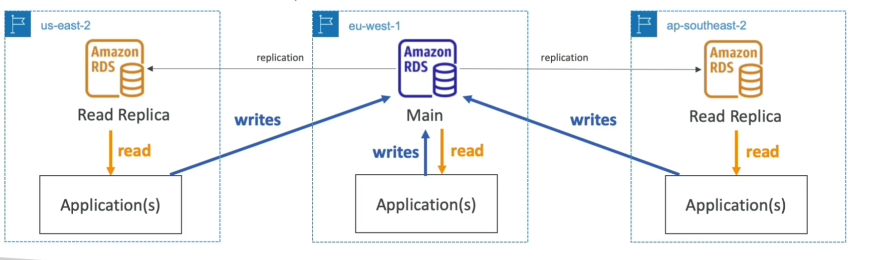 us-east-2
eu-west-1
ap-southeast-2
Amazon
RDS
replication
Amazon
RDS
replication
Amazon
RDS
Read Replica
Main
Read Replica
writes
writes
read
writes
read
read
Application(s)
Application(s)
Application(s)